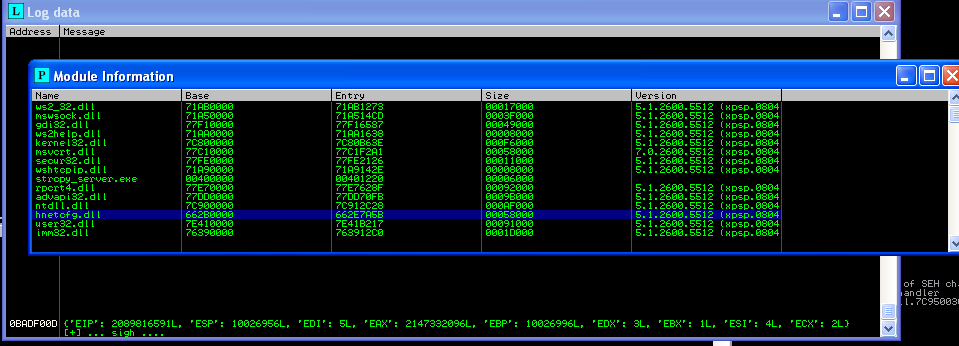 L Log data
Address Message
P Module Information
Name Base Entry Size Version
ws2_32.dll 71AB0000 71AB1273 00017000 5.1.2600.5512 (xpsp.0804
mswsock.dll 71A50000 71A514CD 0003F000 5.1.2600.5512 (xpsp.0804
gdi32.dll 77F10000 77F16587 00049000 5.1.2600.5512 (xpsp.0804
ws2help.dll 71AA0000 71AA1638 00008000 5.1.2600.5512 (xpsp.0804
kernel32.dll 7C800000 7C80B63E 000F6000 5.1.2600.5512 (xpsp.0804
msvcrt.dll 77C10000 77C1F2A1 00058000 7.0.2600.5512 (xpsp.0804
secur32.dll 77FE0000 77FE2126 00011000 5.1.2600.5512 (xpsp.0804
wshtcpip.dll 71A90000 71A9142E 00008000 5.1.2600.5512 (xpsp.0804
strcpy_server.exe 00400000 00401220 00006000
rpcrt4.dll 77E70000 77E7628F 00092000 5.1.2600.5512 (xpsp.0804
advapi32.dll 77DD0000 77DD70FB 0009B000 5.1.2600.5512 (xpsp.0804
ntdll.dll 7C900000 7C912C28 000AF000 5.1.2600.5512 (xpsp.0804
hnetcfg.dll 662B0000 662E7A5B 00058000 5.1.2600.5512 (xpsp.0804
user32.dll 7E410000 7E41B217 00091000 5.1.2600.5512 (xpsp.0804
imm32.dll 76390000 763912C0 0001D000 5.1.2600.5512 (xpsp.0804
of SEH ch
andler
ll.7C95003
0BADF00D {'EIP': 2089816591L, 'ESP': 10026956L, 'EDI': 5L, 'EAX': 2147332096L, 'EBP': 10026996L, 'EDX': 3L, 'EBX': 1L, 'ESI': 4L, 'ECX': 2L}
[+] ... sigh ....